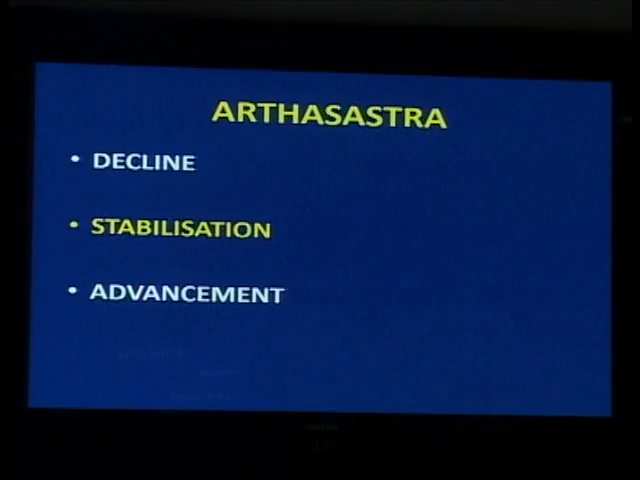 ARTHASASTRA
• DECLINE
• STABILISATION
• ADVANCEMENT